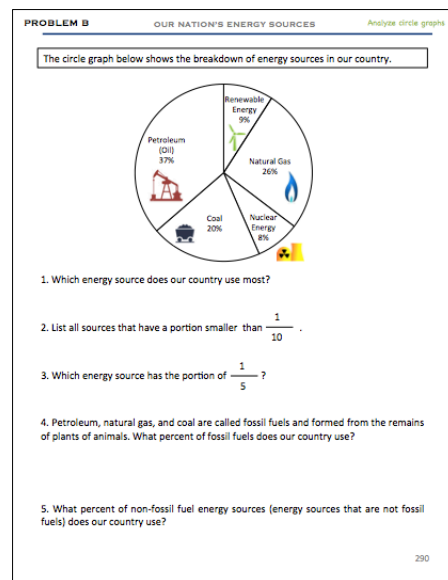 PROBLEM B
OUR NATION'S ENERGY SOURCES
Analyze circle graphs
The circle graph below shows the breakdown of energy sources in our country.
Renewable
Energy
9%
Petroleum
(Oil)
37%
Natural Gas
26%
Coal
20%
Nuclear
Energy
8%
1. Which energy source does our country use most?
2. List all sources that have a portion smaller than 1/10 .
3. Which energy source has the portion of 1/5 ?
4. Petroleum, natural gas, and coal are called fossil fuels and formed from the remains
of plants of animals. What percent of fossil fuels does our country use?
5. What percent of non-fossil fuel energy sources (energy sources that are not fossil
fuels) does our country use?
290